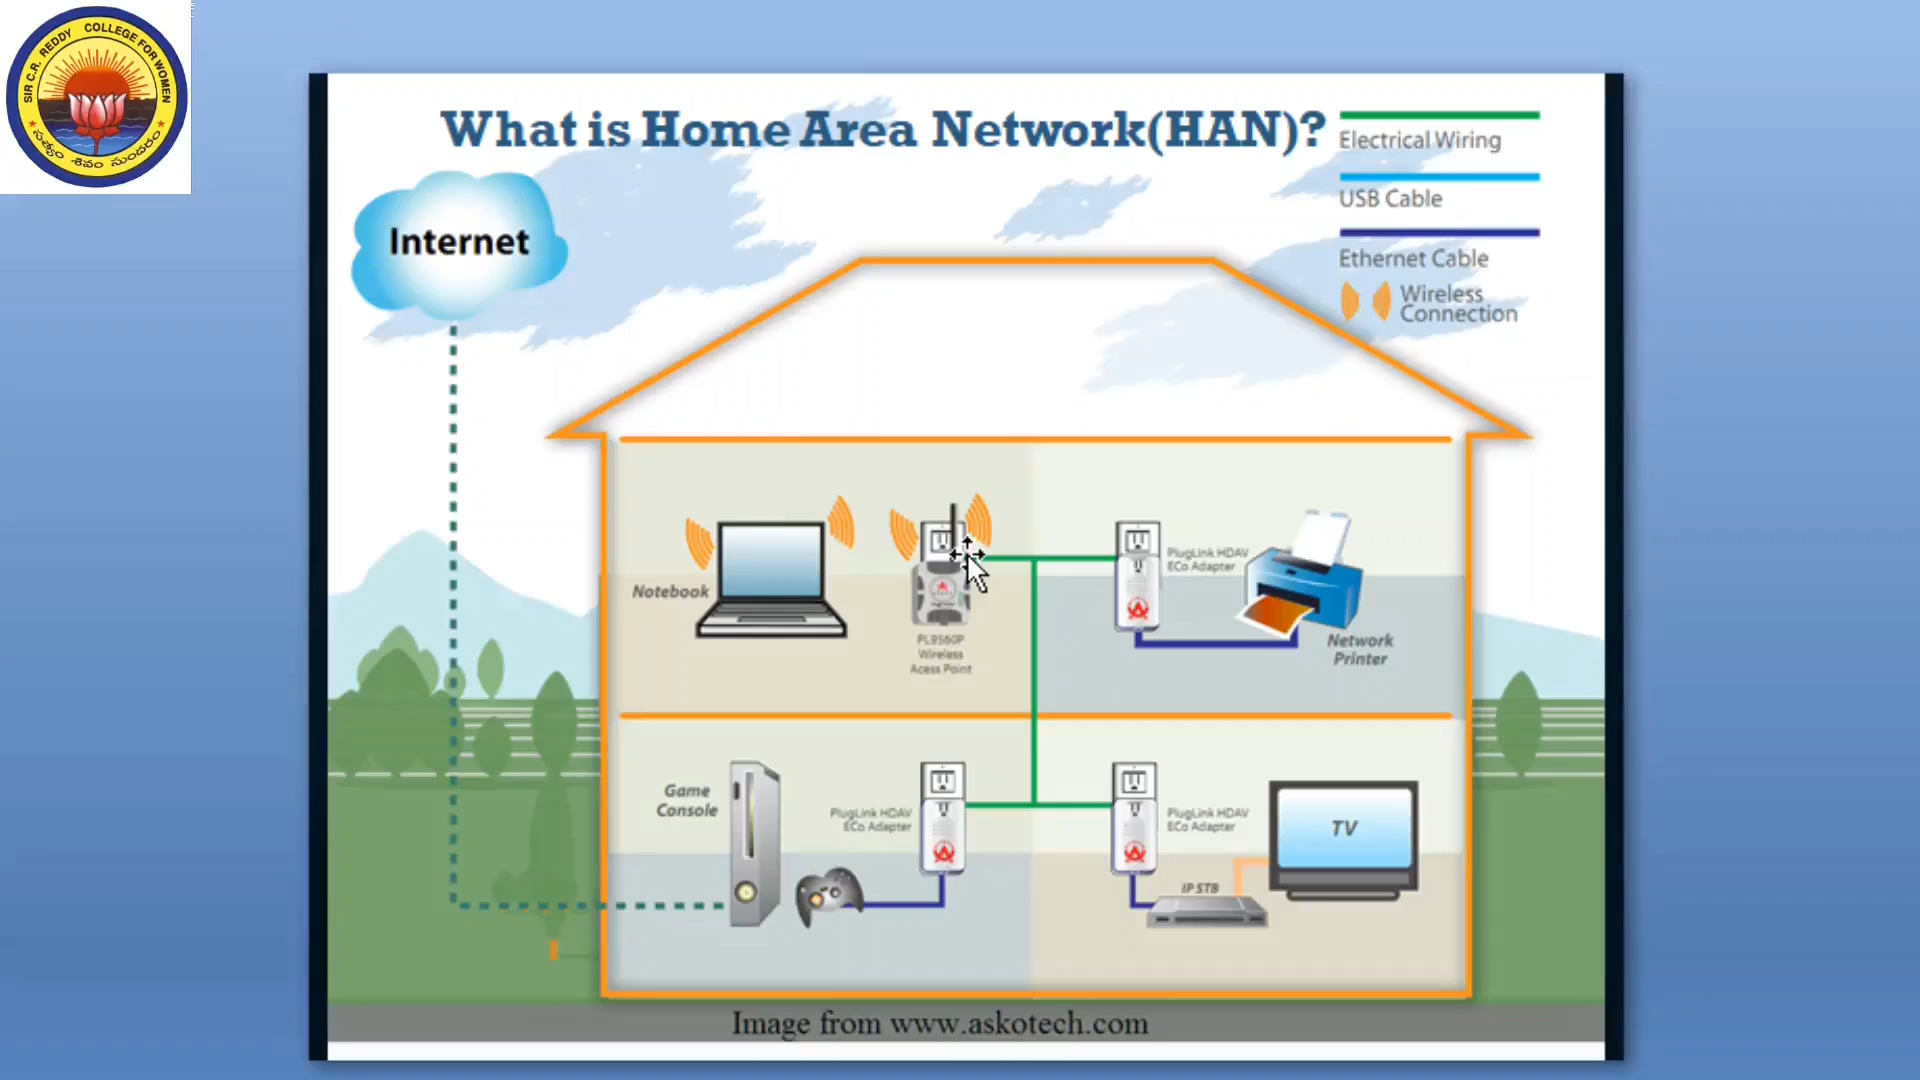 SIR C.R. REDDY COLLEGE FOR WOMEN
సత్యం శివం సుందరం
What is Home Area Network(HAN)?
Electrical Wiring
USB Cable
Ethernet Cable
Wireless
Connection
Internet
Notebook
PL9560P
Wireless
Acess Point
PlugLink HDAV
ECo Adapter
Network
Printer
Game
Console
PlugLink HDAV
ECo Adapter
PlugLink HDAV
ECo Adapter
TV
IP STB
Image from www.askotech.com